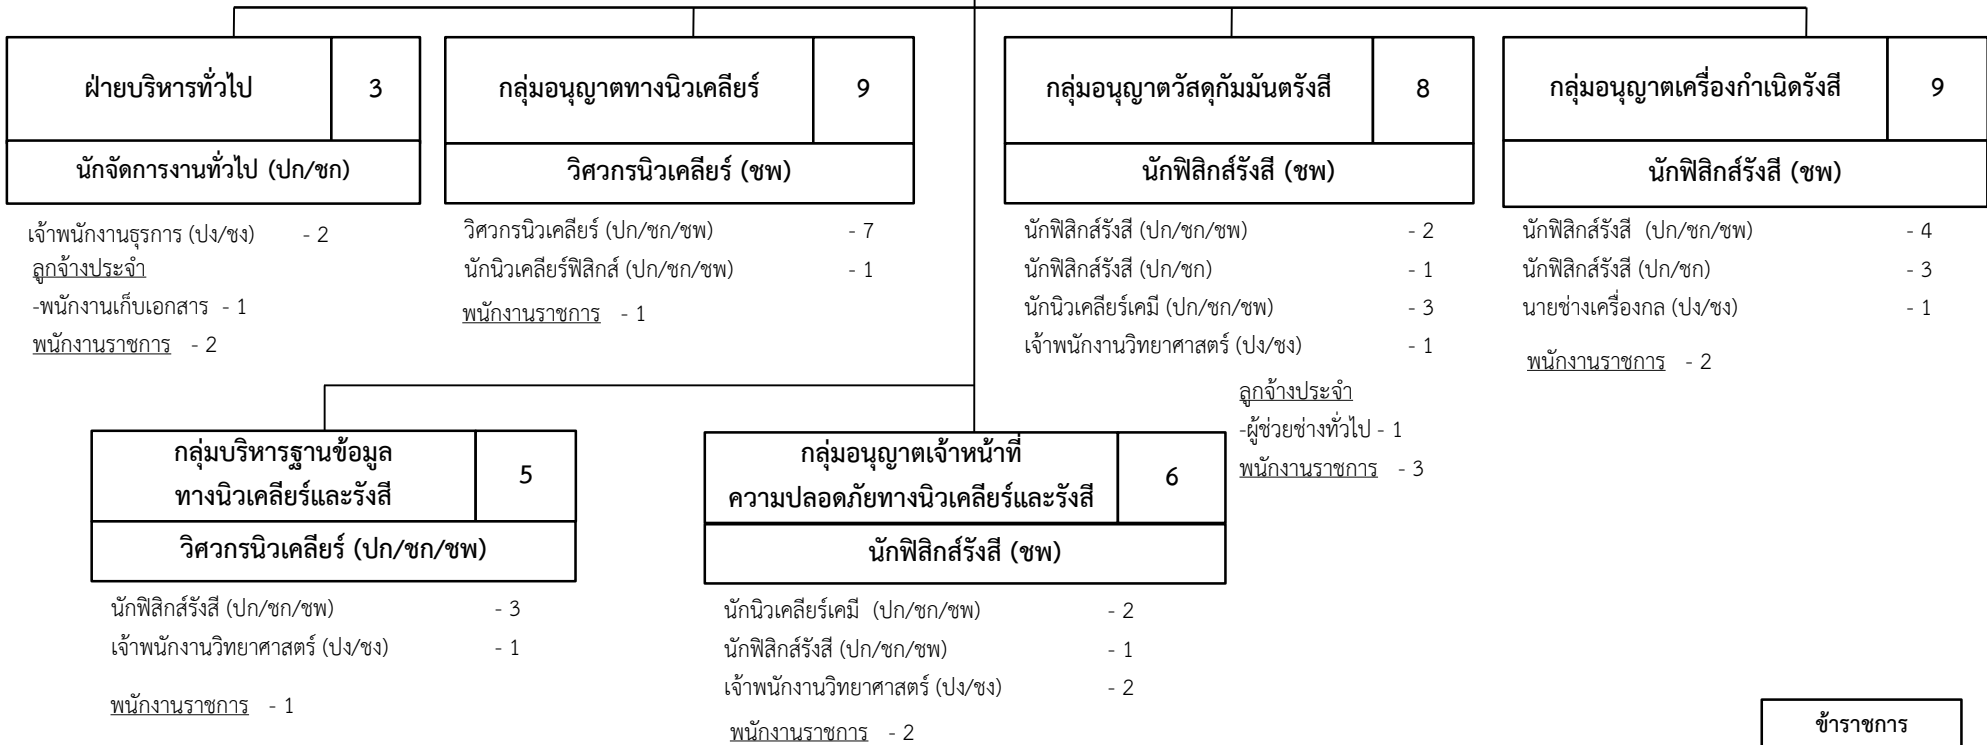 ฝ่ายบริหารทั่วไป 3
นักจัดการงานทั่วไป (ปก/ชก)
เจ้าพนักงานธุรการ (ปง/ชง) - 2
ลูกจ้างประจำ
-พนักงานเก็บเอกสาร - 1
พนักงานราชการ - 2
กลุ่มอนุญาตทางนิวเคลียร์ 9
วิศวกรนิวเคลียร์ (ชพ)
วิศวกรนิวเคลียร์ (ปก/ชก/ชพ) - 7
นักนิวเคลียร์ฟิสิกส์ (ปก/ชก/ชพ) - 1
พนักงานราชการ - 1
กลุ่มอนุญาตวัสดุกัมมันตรังสี 8
นักฟิสิกส์รังสี (ชพ)
นักฟิสิกส์รังสี (ปก/ชก/ชพ) - 2
นักฟิสิกส์รังสี (ปก/ชก) - 1
นักนิวเคลียร์เคมี (ปก/ชก/ชพ) - 3
เจ้าพนักงานวิทยาศาสตร์ (ปง/ชง) - 1
ลูกจ้างประจำ
-ผู้ช่วยช่างทั่วไป - 1
พนักงานราชการ - 3
กลุ่มอนุญาตเครื่องกำเนิดรังสี 9
นักฟิสิกส์รังสี (ชพ)
นักฟิสิกส์รังสี (ปก/ชก/ชพ) - 4
นักฟิสิกส์รังสี (ปก/ชก) - 3
นายช่างเครื่องกล (ปง/ชง) - 1
พนักงานราชการ - 2
กลุ่มบริหารฐานข้อมูล
ทางนิวเคลียร์และรังสี 5
วิศวกรนิวเคลียร์ (ปก/ชก/ชพ)
นักฟิสิกส์รังสี (ปก/ชก/ชพ) - 3
เจ้าพนักงานวิทยาศาสตร์ (ปง/ชง) - 1
พนักงานราชการ - 1
กลุ่มอนุญาตเจ้าหน้าที่
ความปลอดภัยทางนิวเคลียร์และรังสี 6
นักฟิสิกส์รังสี (ชพ)
นักนิวเคลียร์เคมี (ปก/ชก/ชพ) - 2
นักฟิสิกส์รังสี (ปก/ชก/ชพ) - 1
เจ้าพนักงานวิทยาศาสตร์ (ปง/ชง) - 2
พนักงานราชการ - 2
ข้าราชการ